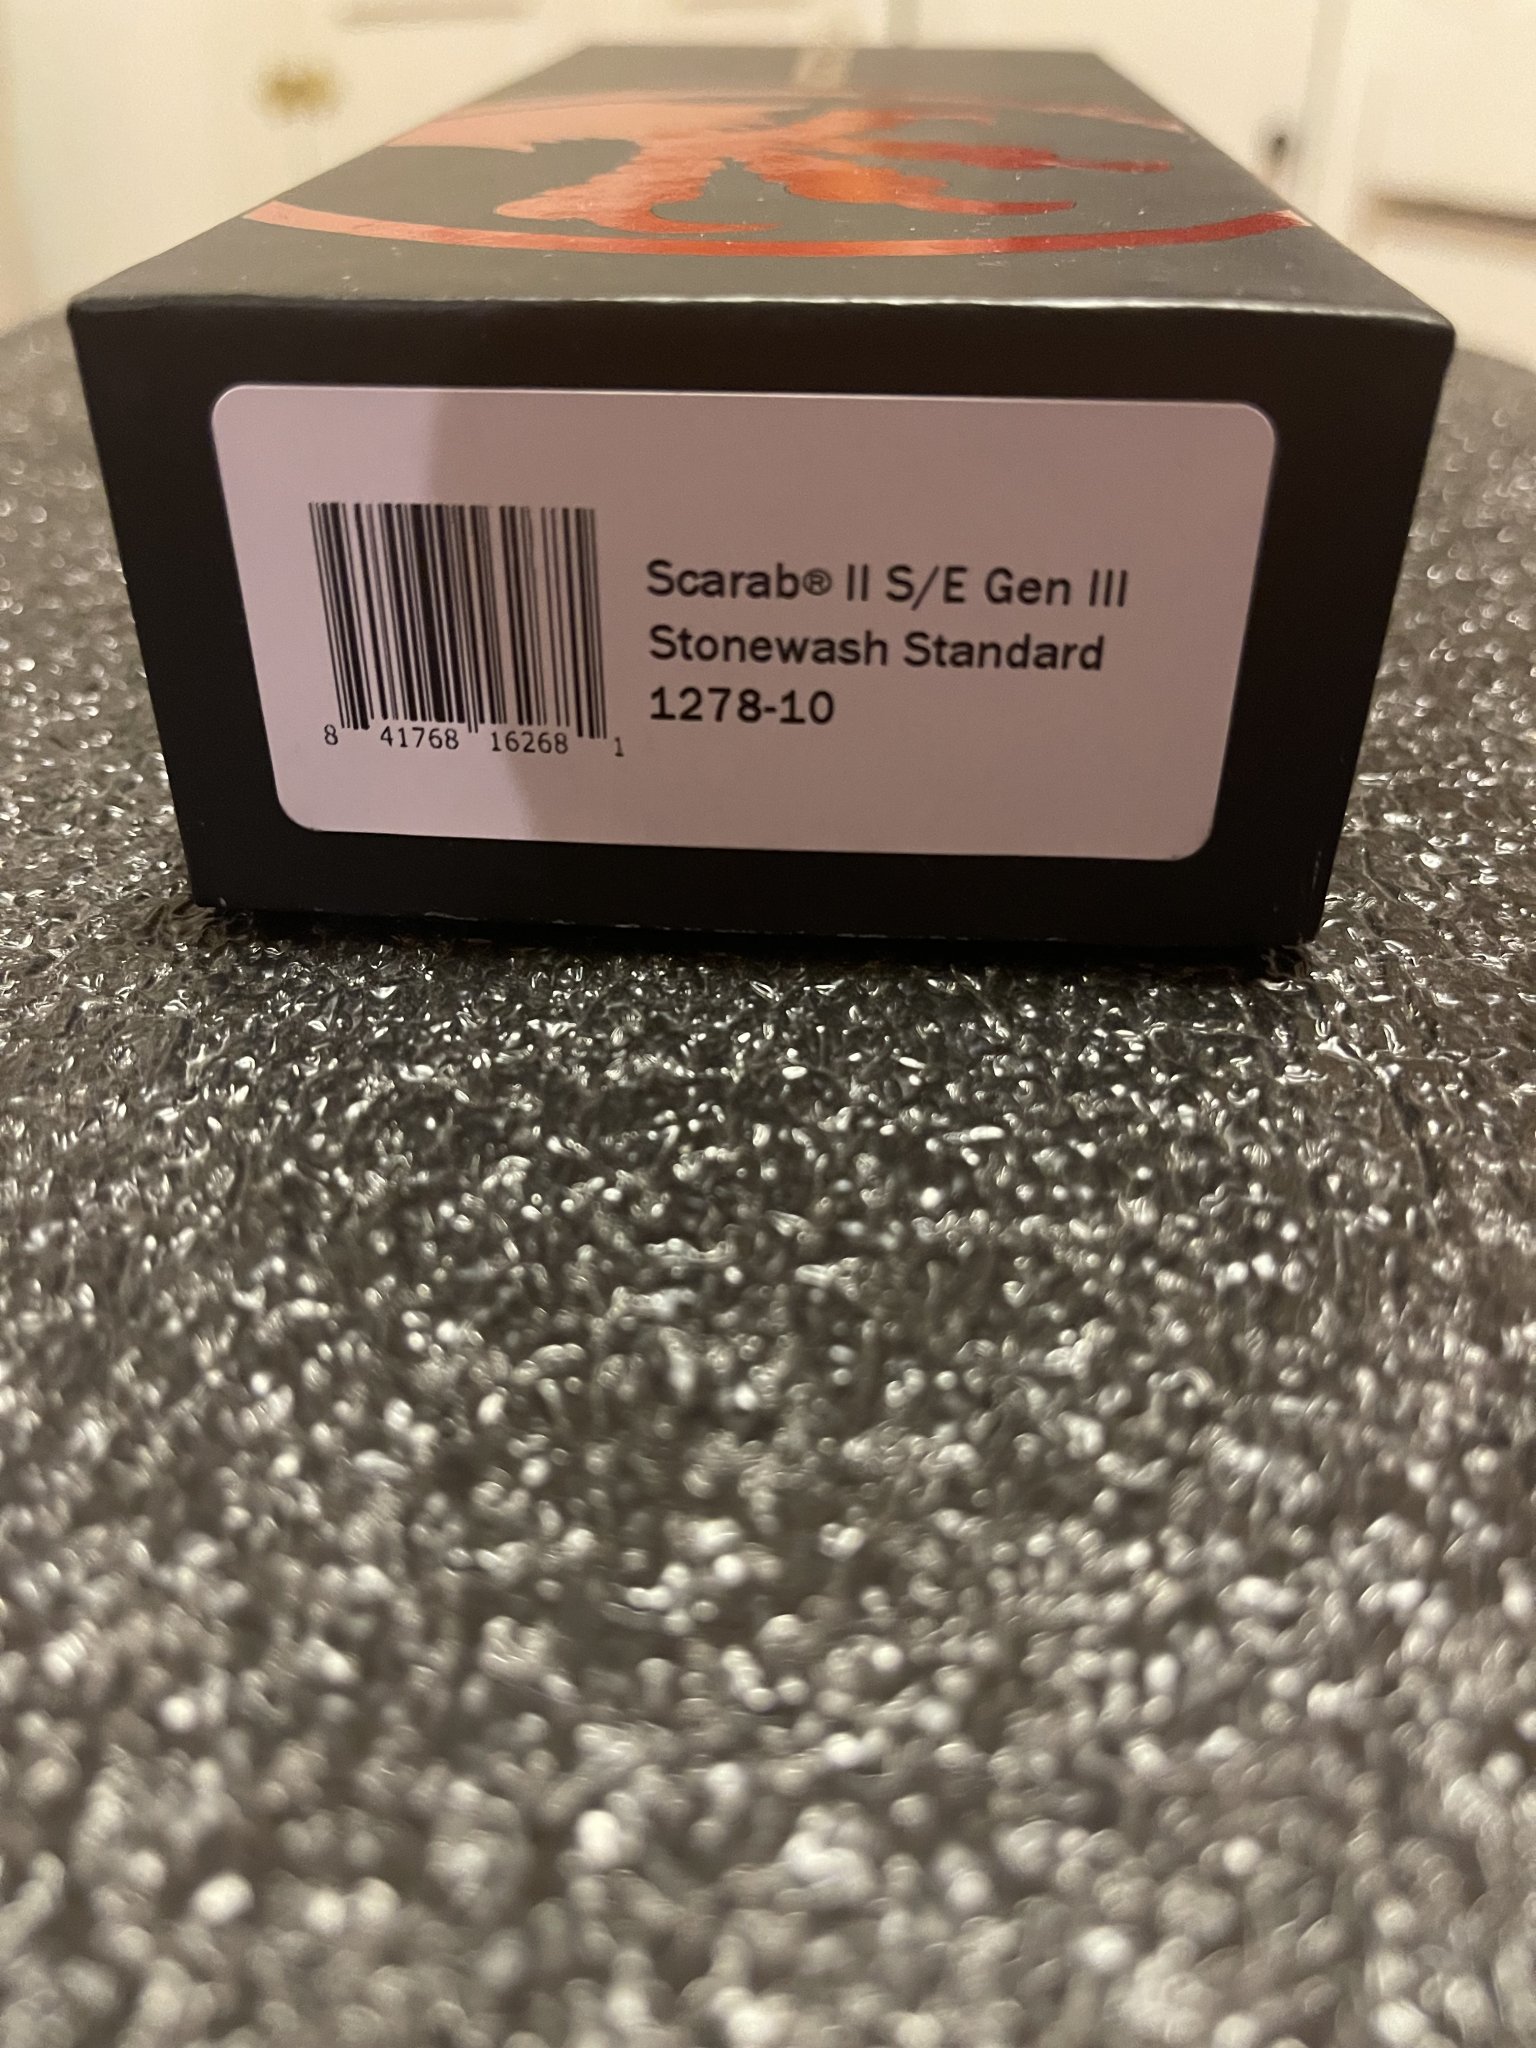 Scarab® II S/E Gen III
Stonewash Standard
1278-10
8 41768 16268 1